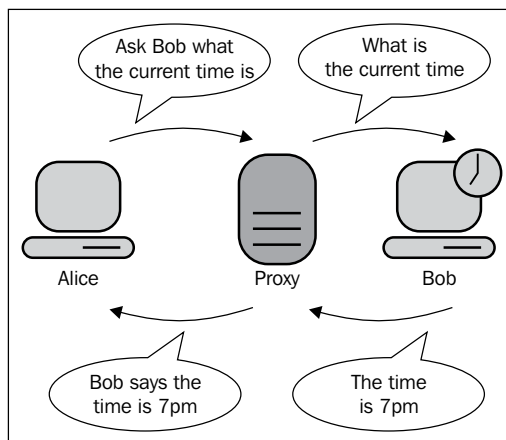 Ask Bob what
the current time is
What is
the current time
Alice
Proxy
Bob
Bob says the
time is 7pm
The time
is 7pm